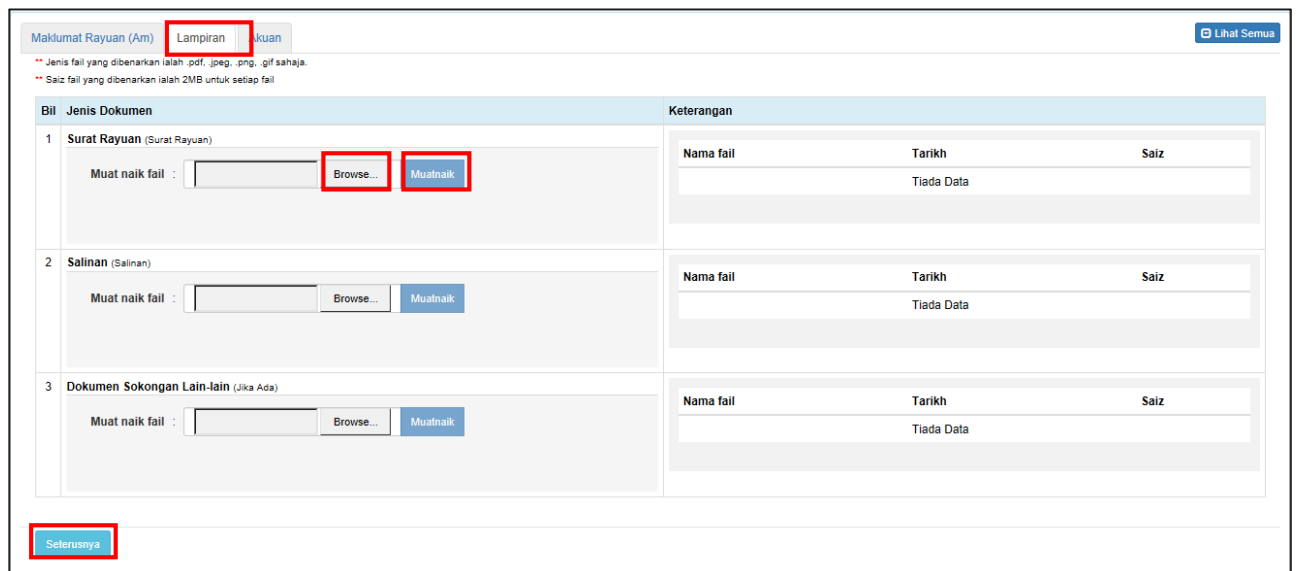 Maklumat Rayuan (Am) Lampiran Akuan Lihat Semua
** Jenis fail yang dibenarkan ialah .pdf, .jpeg, .png, .gif sahaja.
** Saiz fail yang dibenarkan ialah 2MB untuk setiap fail
Bil Jenis Dokumen Keterangan
1 Surat Rayuan (Surat Rayuan)
Nama fail Tarikh Saiz
Muat naik fail : Browse... Muatnaik
Tiada Data
2 Salinan (Salinan)
Nama fail Tarikh Saiz
Muat naik fail : Browse... Muatnaik
Tiada Data
3 Dokumen Sokongan Lain-lain (Jika Ada)
Nama fail Tarikh Saiz
Muat naik fail : Browse... Muatnaik
Tiada Data
Seterusnya